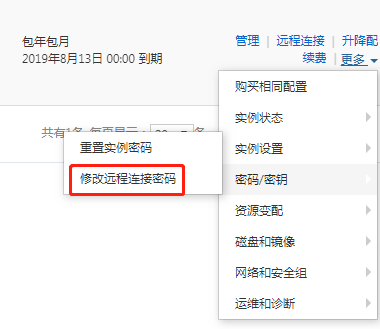 包年包月
2019年8月13日 00:00 到期
管理 | 远程连接 | 升降配
续费 | 更多
购买相同配置
实例状态
实例设置
密码/密钥
资源变配
磁盘和镜像
网络和安全组
运维和诊断
共有1条 每页显示: 20 条
重置实例密码
修改远程连接密码